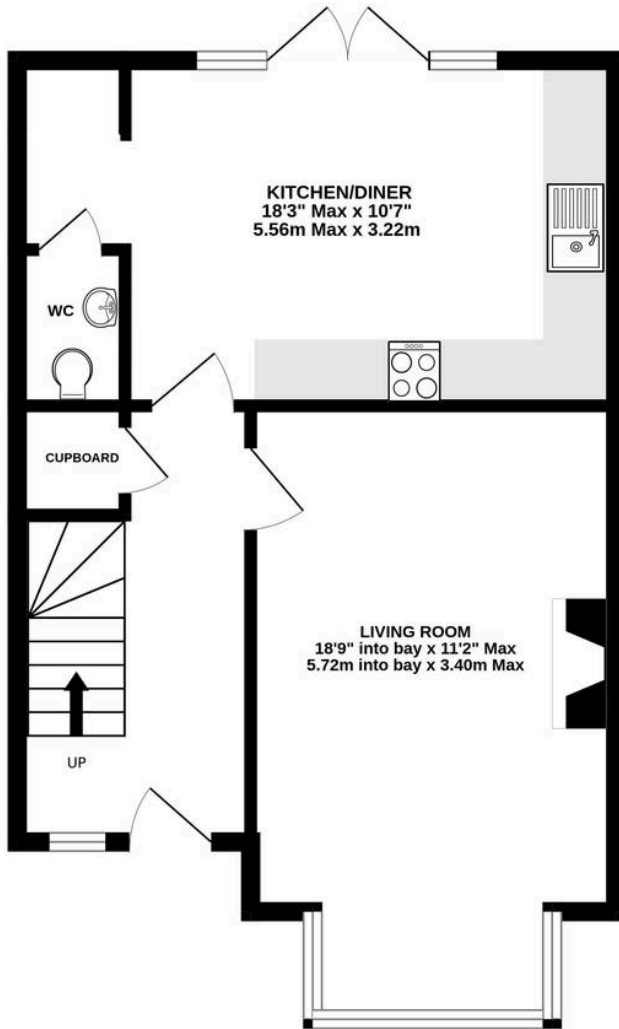 KITCHEN/DINER
18'3" Max x 10'7"
5.56m Max x 3.22m
WC
CUPBOARD
LIVING ROOM
18'9" into bay x 11'2" Max
5.72m into bay x 3.40m Max
UP